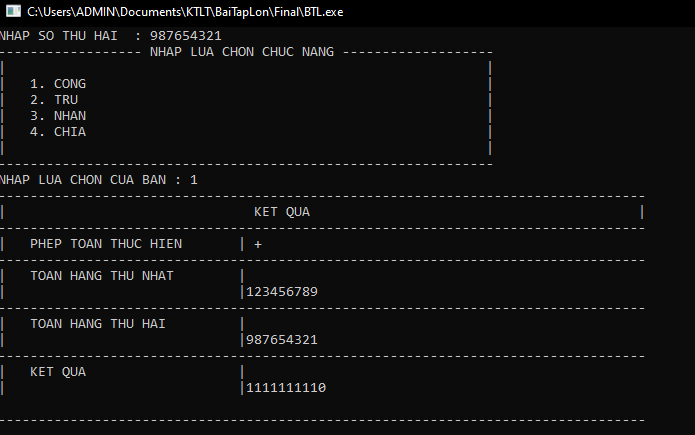 C:\Users\ADMIN\Documents\KTLT\BaiTapLon\Final\BTL.exe
NHAP SO THU HAI  : 987654321
------------------ NHAP LUA CHON CHUC NANG -------------------
|                                                            |
|   1. CONG                                                  |
|   2. TRU                                                   |
|   3. NHAN                                                  |
|   4. CHIA                                                  |
|                                                            |
--------------------------------------------------------------
NHAP LUA CHON CUA BAN : 1
---------------------------------------------------------------------------------
|                               KET QUA                                         |
---------------------------------------------------------------------------------
|   PHEP TOAN THUC HIEN       | +
---------------------------------------------------------------------------------
|   TOAN HANG THU NHAT        |
|                             |123456789
---------------------------------------------------------------------------------
|   TOAN HANG THU HAI         |
|                             |987654321
---------------------------------------------------------------------------------
|   KET QUA                   |
|                             |1111111110
---------------------------------------------------------------------------------